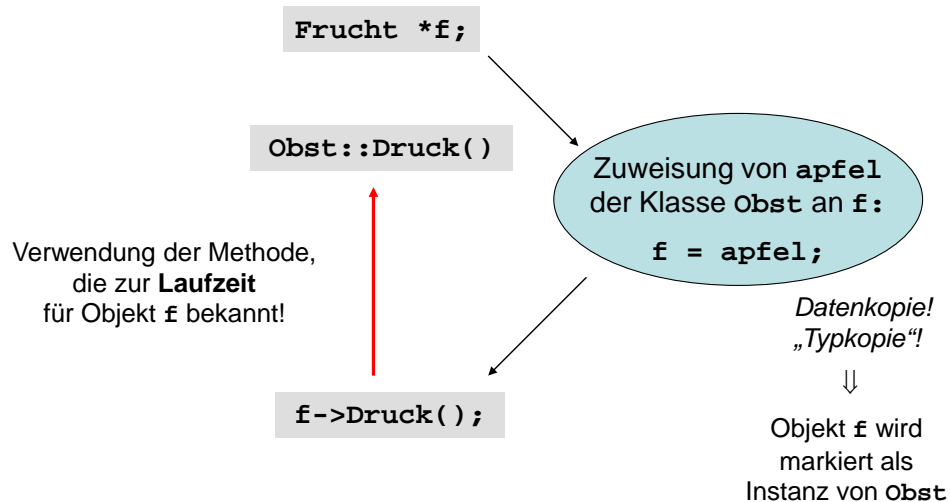 Frucht *f;
Obst::Druck()
Zuweisung von apfel
der Klasse Obst an f:
f = apfel;
Verwendung der Methode,
die zur Laufzeit
für Objekt f bekannt!
Datenkopie!
„Typkopie“!
⇓
f->Druck();
Objekt f wird
markiert als
Instanz von Obst